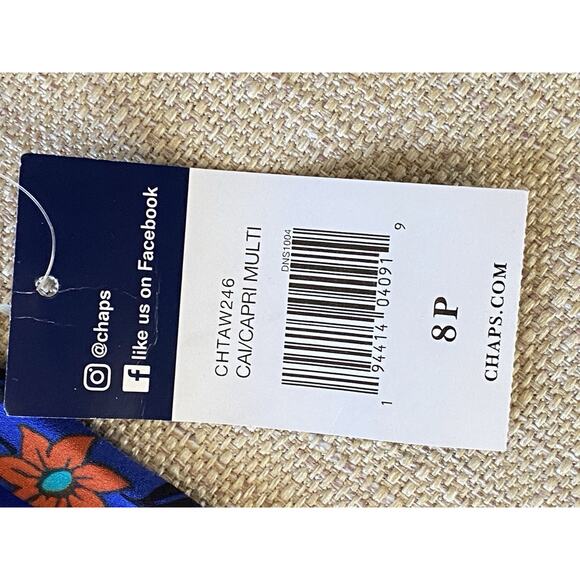 @chaps
like us on Facebook
CHTAW246
CAI/CAPRI MULTI
DNS1004
1 94414 04091 9
8P
CHAPS.COM